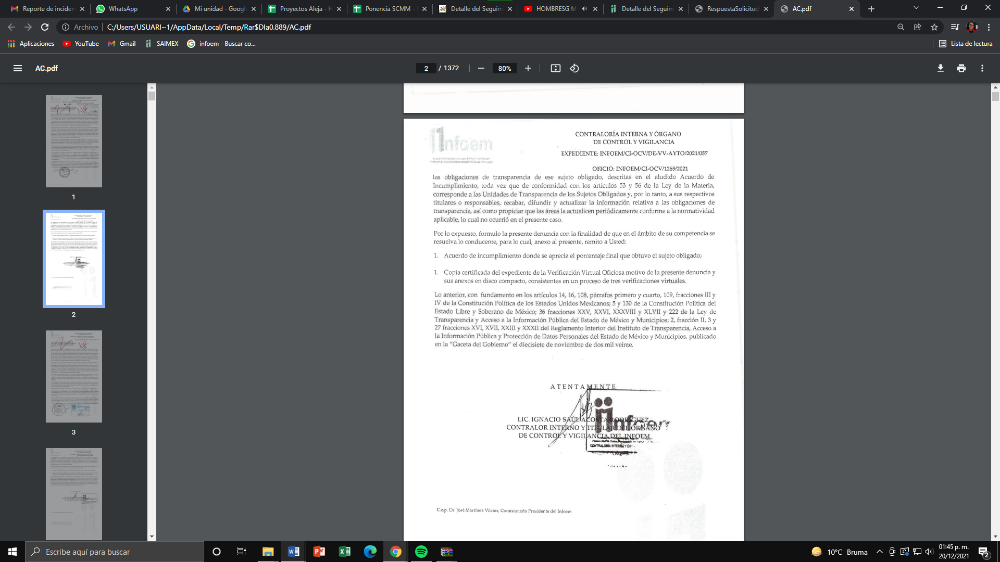 Reporte de inciden
WhatsApp
Mi unidad - Googl
Proyectos Aleja - H
Ponencia SCMM -
Detalle del Seguim
HOMBRESG M
Detalle del Seguim
RespuestaSolicitud
AC.pdf
Archivo C:/Users/USUARI~1/AppData/Local/Temp/Rar$DIa0.889/AC.pdf
Aplicaciones YouTube Gmail SAIMEX infoem - Buscar co... Lista de lectura
AC.pdf 2 / 1372 80%
1
2
3
infoem
CONTRALORÍA INTERNA Y ÓRGANO
DE CONTROL Y VIGILANCIA
EXPEDIENTE: INFOEM/CI-OCV/DE-VV-AYTO/2021/057
OFICIO: INFOEM/CI-OCV/1269/2021
las obligaciones de transparencia de ese sujeto obligado, descritas en el aludido Acuerdo de
Incumplimiento, toda vez que de conformidad con los artículos 53 y 56 de la Ley de la Materia,
corresponde a las Unidades de Transparencia de los Sujetos Obligados y, por lo tanto, a sus respectivos
titulares o responsables, recabar, difundir y actualizar la información relativa a las obligaciones de
transparencia, así como propiciar que las áreas la actualicen periódicamente conforme a la normatividad
aplicable, lo cual no ocurrió en el presente caso.
Por lo expuesto, formulo la presente denuncia con la finalidad de que en el ámbito de su competencia se
resuelva lo conducente, para lo cual, anexo al presente, remito a Usted:
1. Acuerdo de incumplimiento donde se aprecia el porcentaje final que obtuvo el sujeto obligado;
1. Copia certificada del expediente de la Verificación Virtual Oficiosa motivo de la presente denuncia y
sus anexos en disco compacto, consistentes en un proceso de tres verificaciones virtuales.
Lo anterior, con fundamento en los artículos 14, 16, 108, párrafos primero y cuarto, 109, fracciones III y
IV de la Constitución Política de los Estados Unidos Mexicanos; 5 y 130 de la Constitución Política del
Estado Libre y Soberano de México; 36 fracciones XXV, XXVI, XXXVIII y XLVII y 222 de la Ley de
Transparencia y Acceso a la Información Pública del Estado de México y Municipios; 2, fracción II, 3 y
27 fracciones XVI, XVII, XXIII y XXXII del Reglamento Interior del Instituto de Transparencia, Acceso a
la Información Pública y Protección de Datos Personales del Estado de México y Municipios, publicado
en la "Gaceta del Gobierno" el diecisiete de noviembre de dos mil veinte.
ATENTAMENTE
LIC. IGNACIO SAÚL ACOSTA RODRÍGUEZ
CONTRALOR INTERNO Y TITULAR DEL ÓRGANO
DE CONTROL Y VIGILANCIA DEL INFOEM
infoem
CONTRALORÍA INTERNA Y ÓR
C.c.p. Dr. José Martínez Vilchis, Comisionado Presidente del Infoem
Escribe aquí para buscar
10°C Bruma
01:45 p. m.
20/12/2021
2